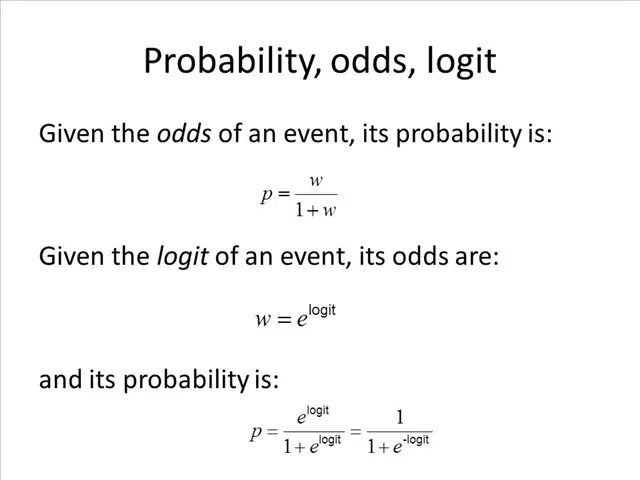 Probability, odds, logit
Given the odds of an event, its probability is:
p = w / (1 + w)
Given the logit of an event, its odds are:
w = e^logit
and its probability is:
p = e^logit / (1 + e^logit) = 1 / (1 + e^-logit)